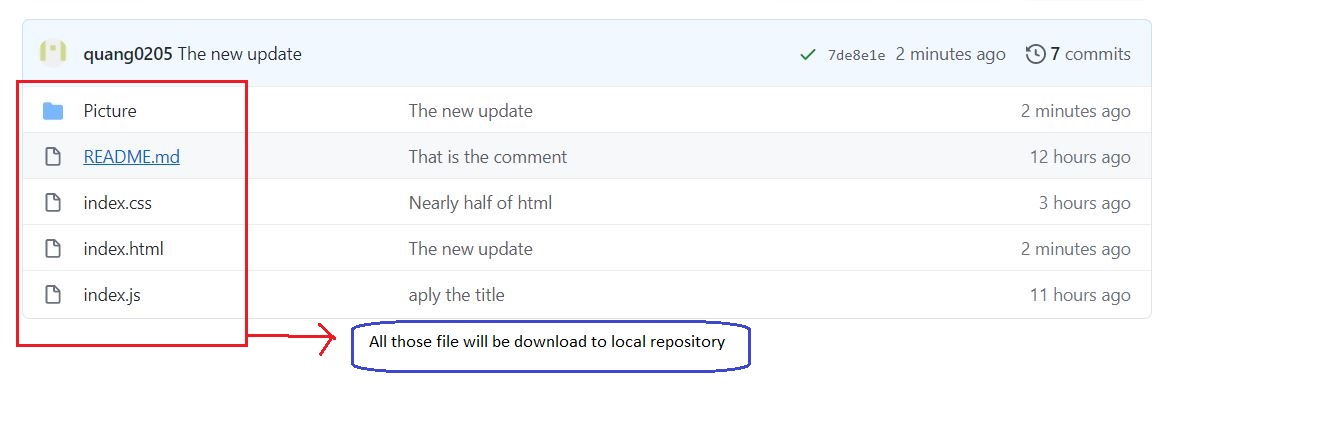 quang0205 The new update 7de8e1e 2 minutes ago 7 commits
Picture The new update 2 minutes ago
README.md That is the comment 12 hours ago
index.css Nearly half of html 3 hours ago
index.html The new update 2 minutes ago
index.js aply the title 11 hours ago
All those file will be download to local repository